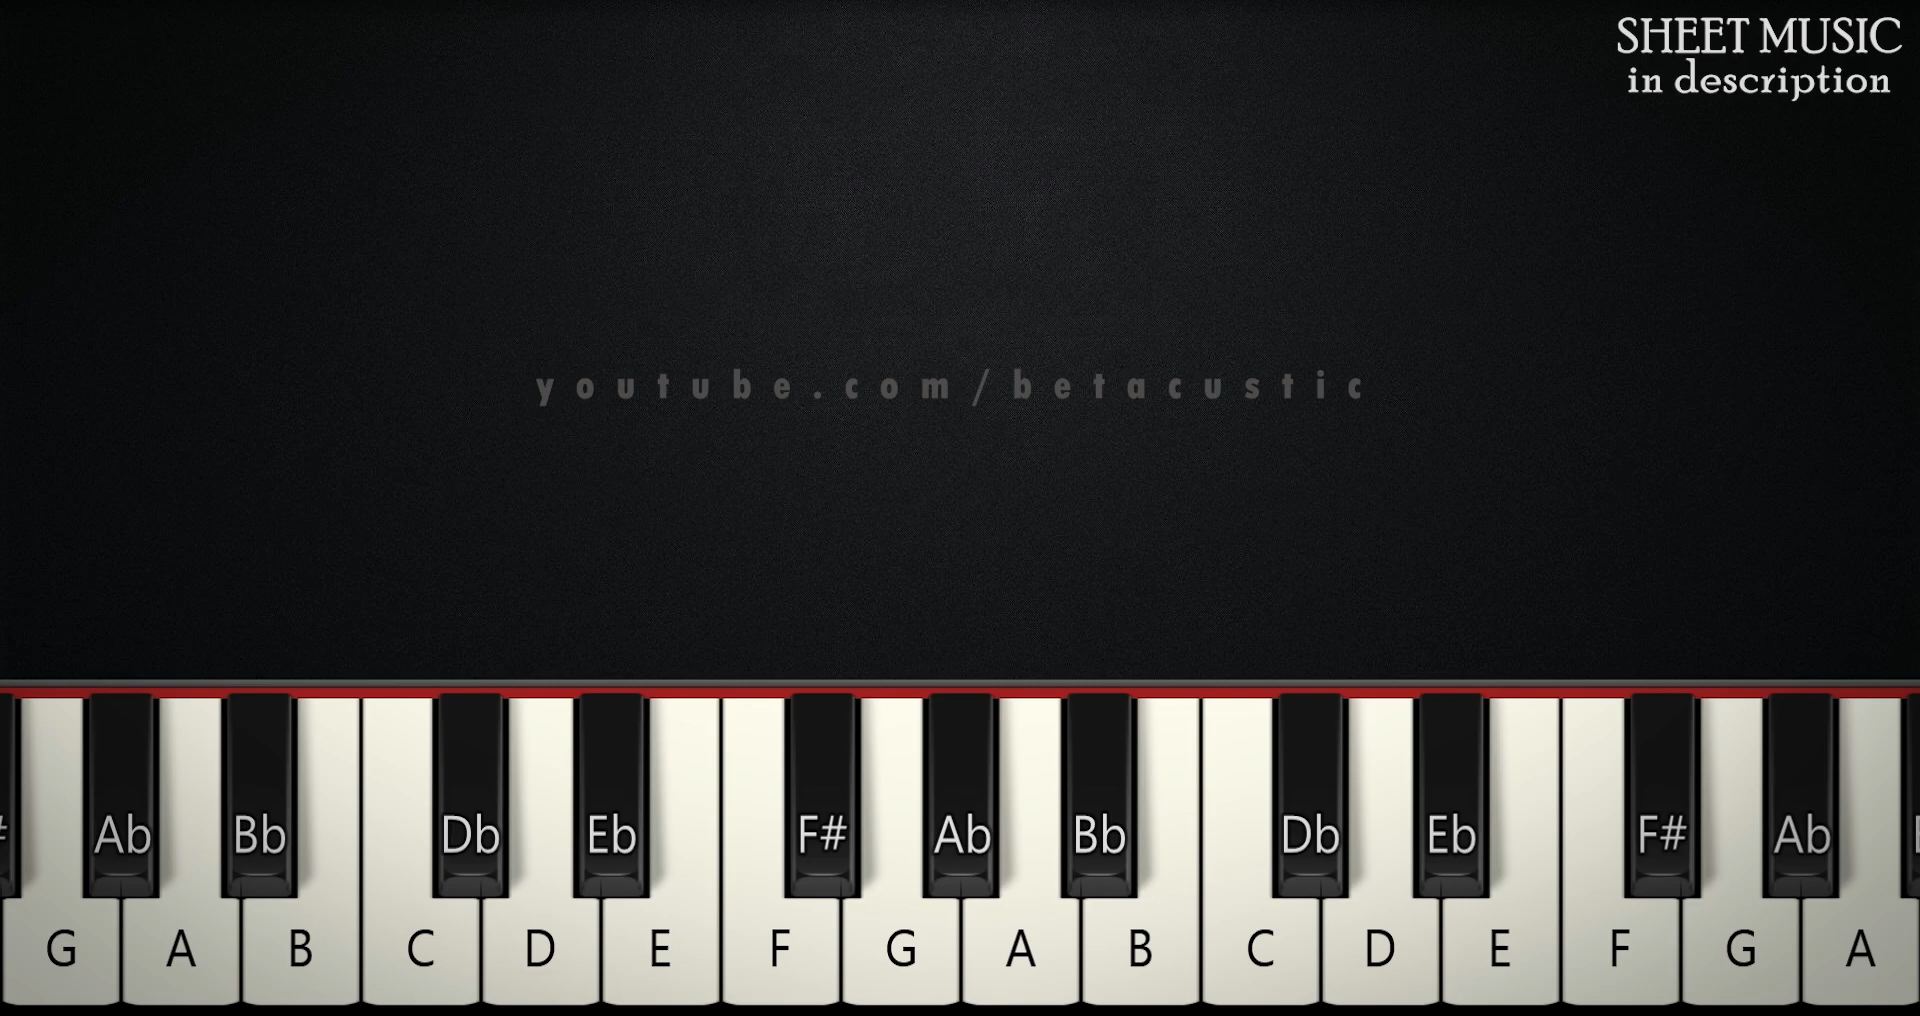 SHEET MUSIC
in description
youtube.com/betacustic
# Ab Bb Db Eb F# Ab Bb Db Eb F# Ab
G A B C D E F G A B C D E F G A